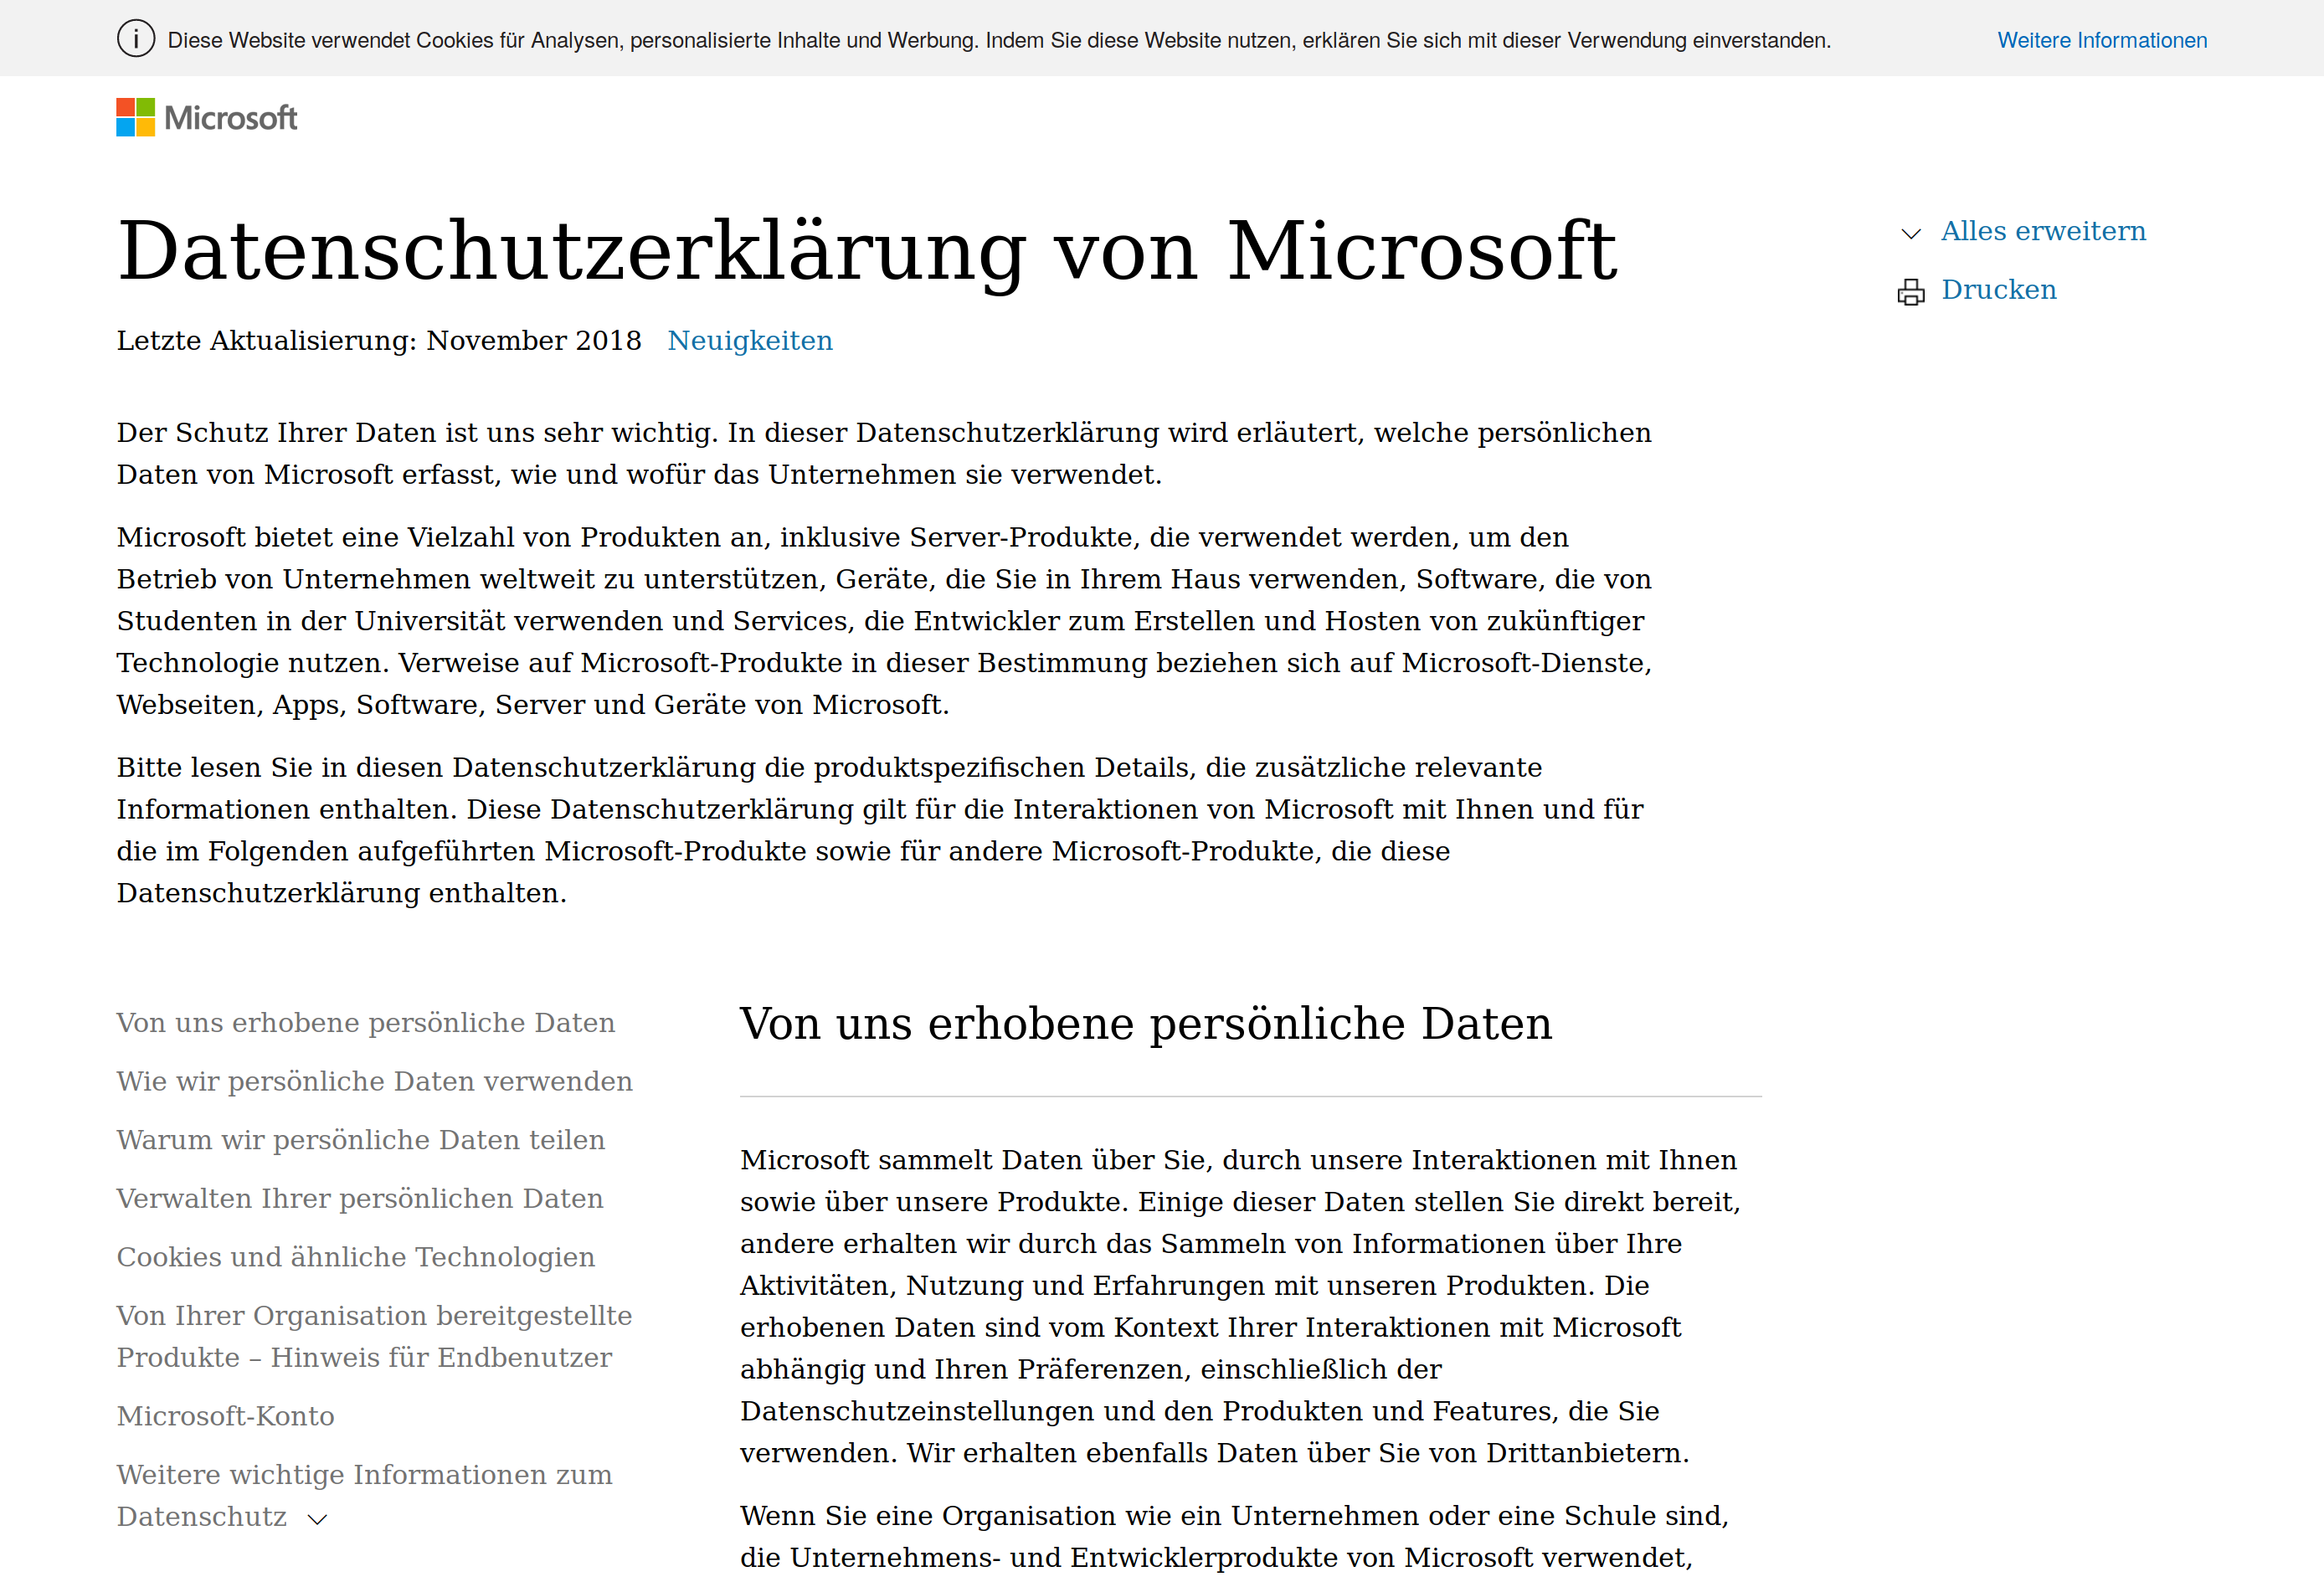 Diese Website verwendet Cookies für Analysen, personalisierte Inhalte und Werbung. Indem Sie diese Website nutzen, erklären Sie sich mit dieser Verwendung einverstanden.
Weitere Informationen
Microsoft
Datenschutzerklärung von Microsoft
Alles erweitern
Drucken
Letzte Aktualisierung: November 2018 Neuigkeiten
Der Schutz Ihrer Daten ist uns sehr wichtig. In dieser Datenschutzerklärung wird erläutert, welche persönlichen
Daten von Microsoft erfasst, wie und wofür das Unternehmen sie verwendet.
Microsoft bietet eine Vielzahl von Produkten an, inklusive Server-Produkte, die verwendet werden, um den
Betrieb von Unternehmen weltweit zu unterstützen, Geräte, die Sie in Ihrem Haus verwenden, Software, die von
Studenten in der Universität verwenden und Services, die Entwickler zum Erstellen und Hosten von zukünftiger
Technologie nutzen. Verweise auf Microsoft-Produkte in dieser Bestimmung beziehen sich auf Microsoft-Dienste,
Webseiten, Apps, Software, Server und Geräte von Microsoft.
Bitte lesen Sie in diesen Datenschutzerklärung die produktspezifischen Details, die zusätzliche relevante
Informationen enthalten. Diese Datenschutzerklärung gilt für die Interaktionen von Microsoft mit Ihnen und für
die im Folgenden aufgeführten Microsoft-Produkte sowie für andere Microsoft-Produkte, die diese
Datenschutzerklärung enthalten.
Von uns erhobene persönliche Daten
Wie wir persönliche Daten verwenden
Warum wir persönliche Daten teilen
Verwalten Ihrer persönlichen Daten
Cookies und ähnliche Technologien
Von Ihrer Organisation bereitgestellte
Produkte – Hinweis für Endbenutzer
Microsoft-Konto
Weitere wichtige Informationen zum
Datenschutz
Von uns erhobene persönliche Daten
Microsoft sammelt Daten über Sie, durch unsere Interaktionen mit Ihnen
sowie über unsere Produkte. Einige dieser Daten stellen Sie direkt bereit,
andere erhalten wir durch das Sammeln von Informationen über Ihre
Aktivitäten, Nutzung und Erfahrungen mit unseren Produkten. Die
erhobenen Daten sind vom Kontext Ihrer Interaktionen mit Microsoft
abhängig und Ihren Präferenzen, einschließlich der
Datenschutzeinstellungen und den Produkten und Features, die Sie
verwenden. Wir erhalten ebenfalls Daten über Sie von Drittanbietern.
Wenn Sie eine Organisation wie ein Unternehmen oder eine Schule sind,
die Unternehmens- und Entwicklerprodukte von Microsoft verwendet,